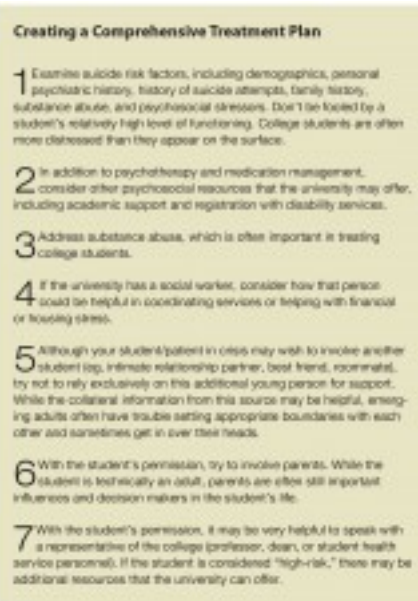 Creating a Comprehensive Treatment Plan
1 Examine suicide risk factors, including demographics, personal
psychiatric history, history of suicide attempts, family history,
substance abuse, and psychosocial stressors. Don't be fooled by a
student's relatively high level of functioning. College students are often
more distressed than they appear on the surface.
2 In addition to psychotherapy and medication management,
consider other psychosocial resources that the university may offer,
including academic support and registration with disability services.
3 Address substance abuse, which is often important in treating
college students.
4 If the university has a social worker, consider how that person
could be helpful in coordinating services or helping with financial
or housing stress.
5 Although your student/patient in crisis may wish to involve another
student (eg, intimate relationship partner, best friend, roommate),
try not to rely exclusively on this additional young person for support.
While the collateral information from this source may be helpful, emerg-
ing adults often have trouble setting appropriate boundaries with each
other and sometimes get in over their heads.
6 With the student's permission, try to involve parents. While the
student is technically an adult, parents are often still important
influences and decision makers in the student's life.
7 With the student's permission, it may be very helpful to speak with
a representative of the college (professor, dean, or student health
service personnel). If the student is considered "high-risk," there may be
additional resources that the university can offer.